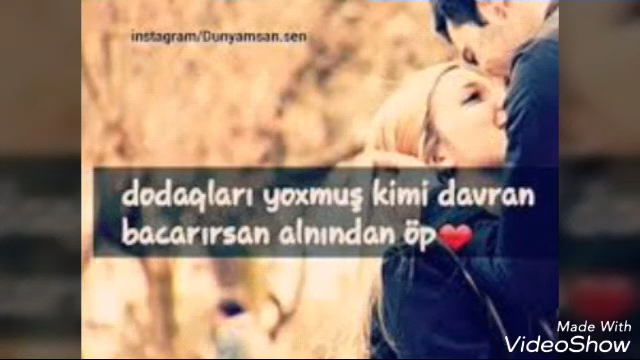 instagram/Dunyamsan.sen
dodaqları yoxmuş kimi davran
bacarırsan alnından öp❤
Made With
VideoShow